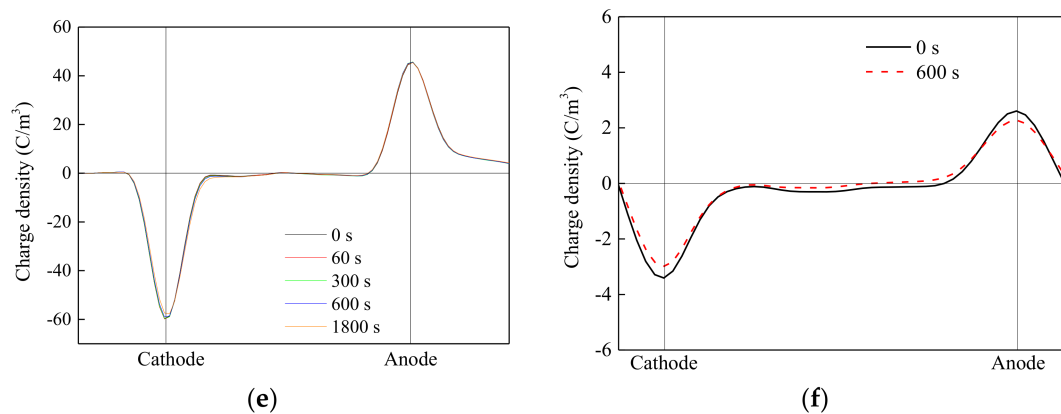 60
40
20
0
-20
-40
-60
Charge density (C/m³)
0 s
60 s
300 s
600 s
1800 s
Cathode
Anode
(e)
6
4
2
0
-2
-4
-6
Charge density (C/m³)
0 s
600 s
Cathode
Anode
(f)